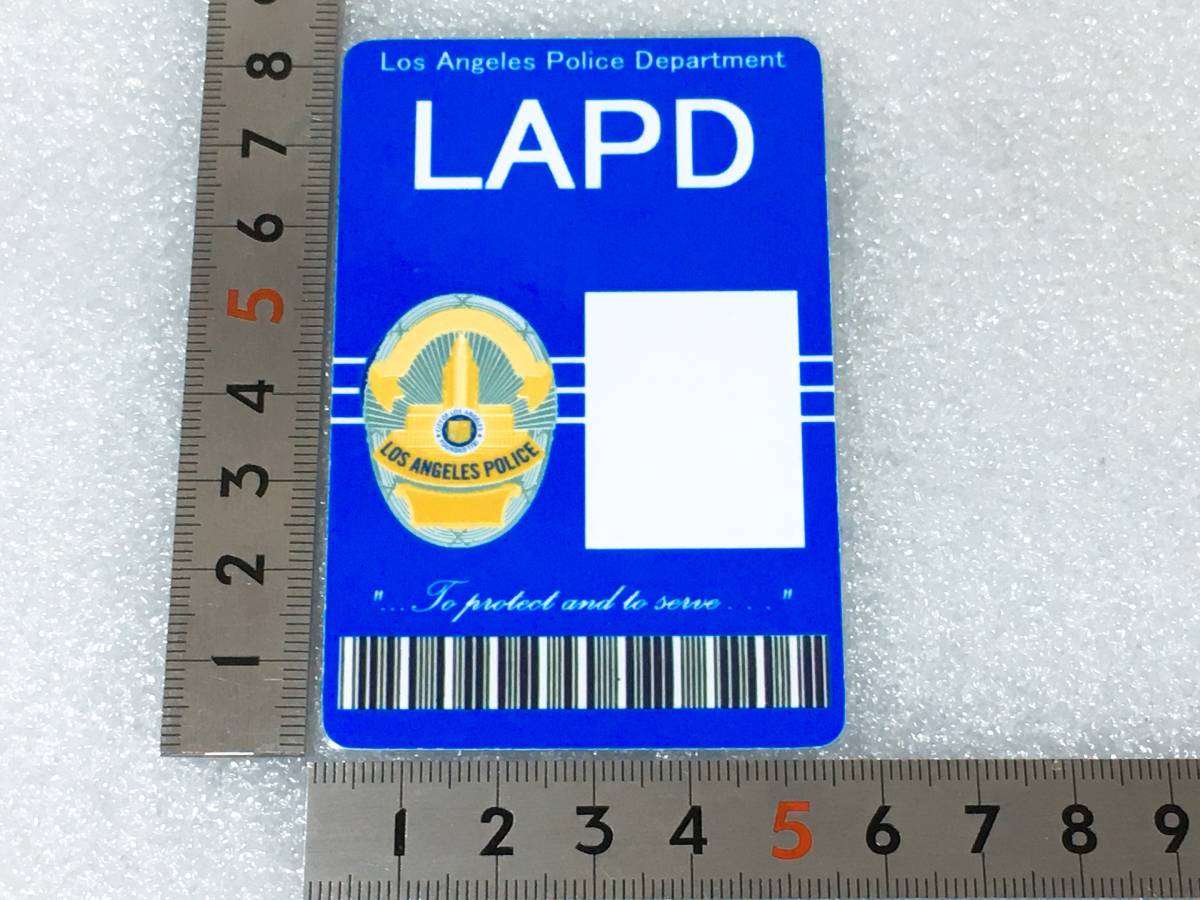 Los Angeles Police Department
LAPD
LOS ANGELES POLICE
"... To protect and to serve . . . "
8
7
6
5
4
3
2
1
1 2 3 4 5 6 7 8 9